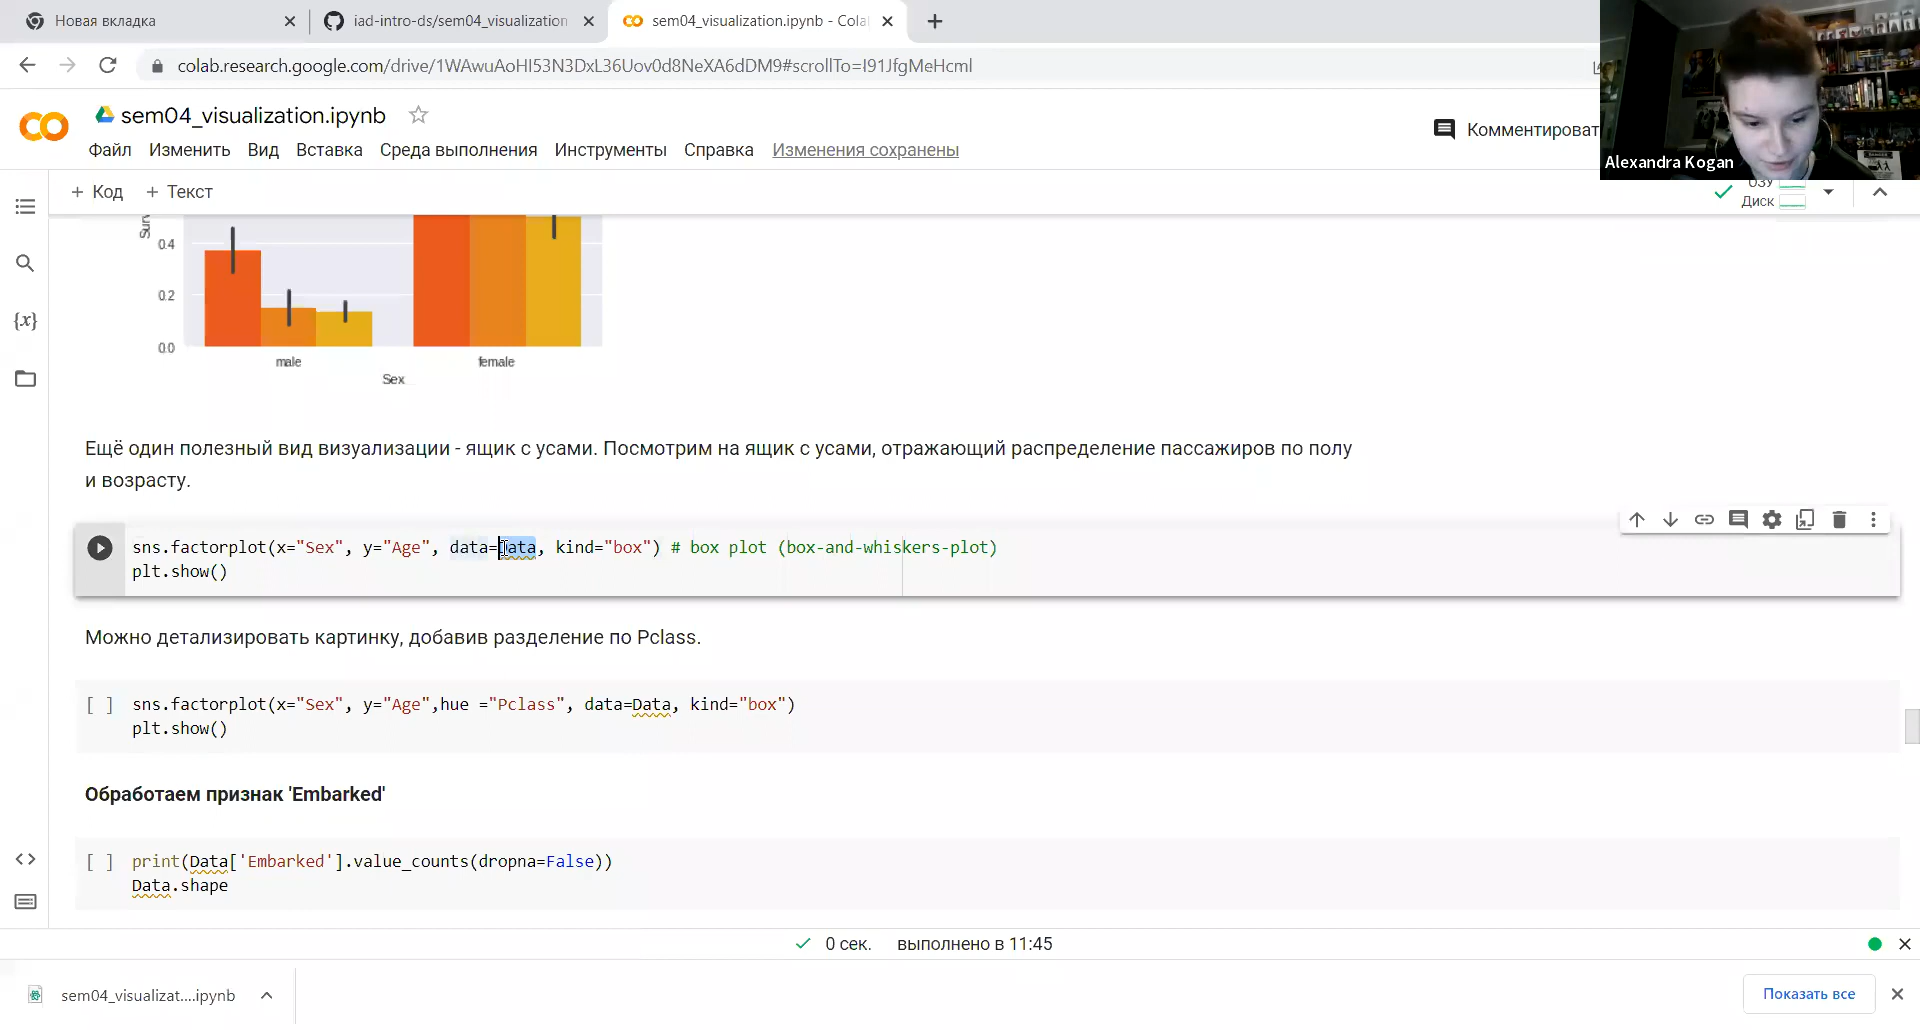 Новая вкладка
iad-intro-ds/sem04_visualization
sem04_visualization.ipynb - Cola
colab.research.google.com/drive/1WAwuAoHI53N3DxL36Uov0d8NeXA6dDM9#scrollTo=I91JfgMeHcml
sem04_visualization.ipynb
Комментироват
Файл Изменить Вид Вставка Среда выполнения Инструменты Справка Изменения сохранены
Alexandra Kogan
+ Код + Текст
ОЗУ
Диск
Surv
0.4
0.2
0.0
male female
Sex
Ещё один полезный вид визуализации - ящик с усами. Посмотрим на ящик с усами, отражающий распределение пассажиров по полу
и возрасту.
sns.factorplot(x="Sex", y="Age", data=Data, kind="box") # box plot (box-and-whiskers-plot)
plt.show()
Можно детализировать картинку, добавив разделение по Pclass.
[ ] sns.factorplot(x="Sex", y="Age",hue ="Pclass", data=Data, kind="box")
plt.show()
Обработаем признак 'Embarked'
[ ] print(Data['Embarked'].value_counts(dropna=False))
Data.shape
0 сек. выполнено в 11:45
sem04_visualizat....ipynb
Показать все